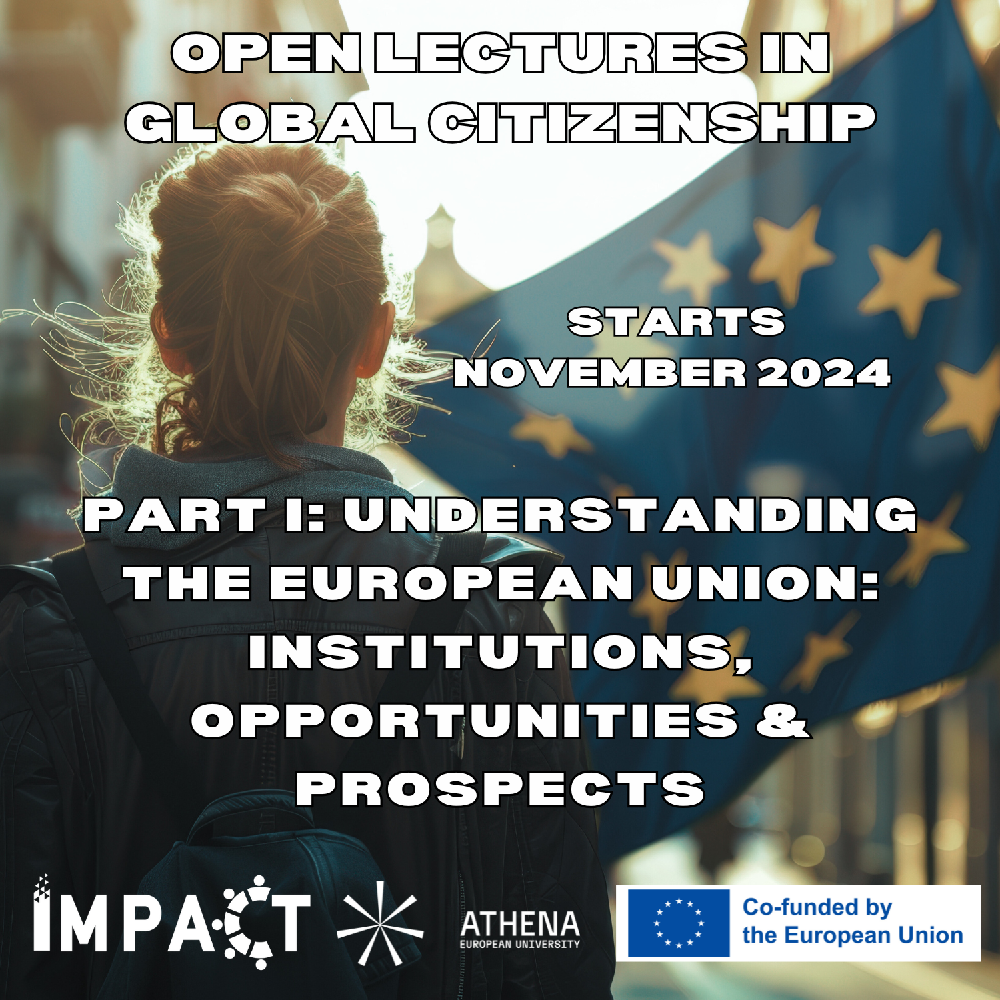 OPEN LECTURES IN
GLOBAL CITIZENSHIP
STARTS
NOVEMBER 2024
PART I: UNDERSTANDING
THE EUROPEAN UNION:
INSTITUTIONS,
OPPORTUNITIES &
PROSPECTS
IMPACT
ATHENA
EUROPEAN UNIVERSITY
Co-funded by
the European Union